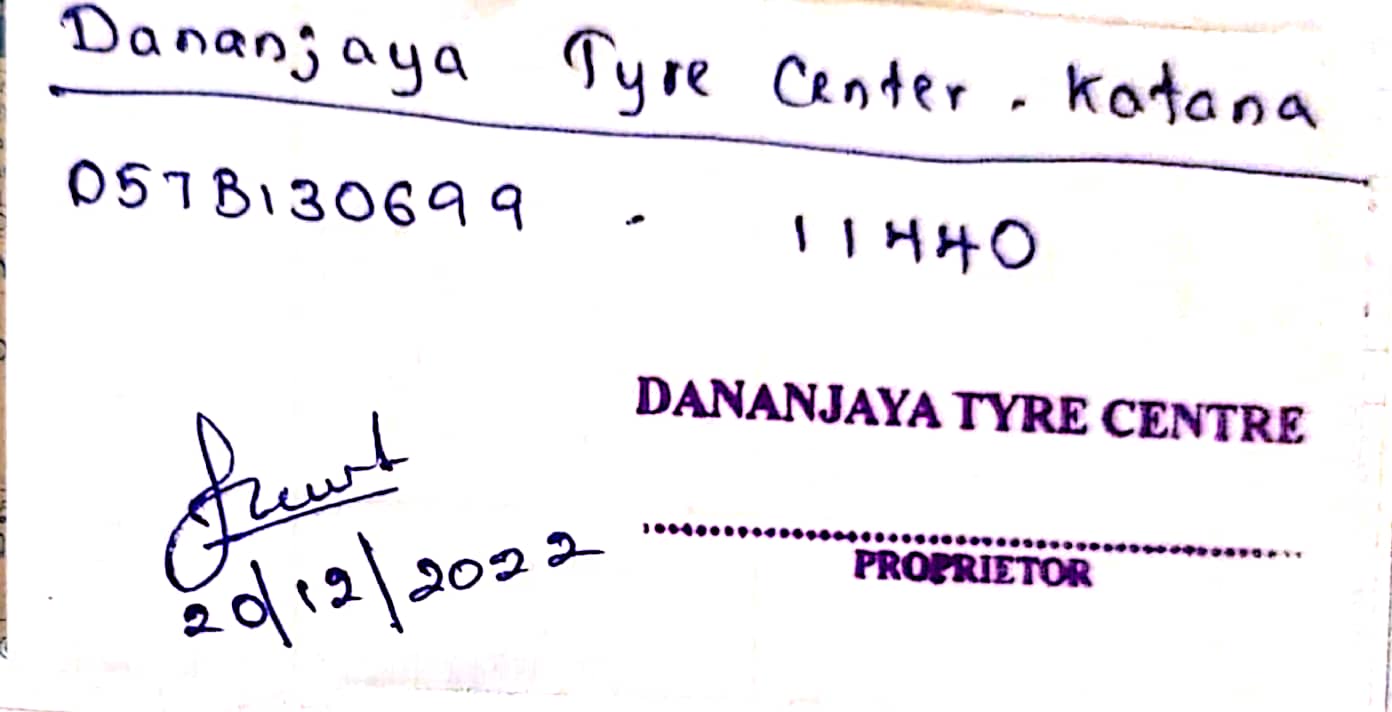 Dananjaya Tyre Center. Katana
057B130699 - 11440
DANANJAYA TYRE CENTRE
20/12/2022
PROPRIETOR